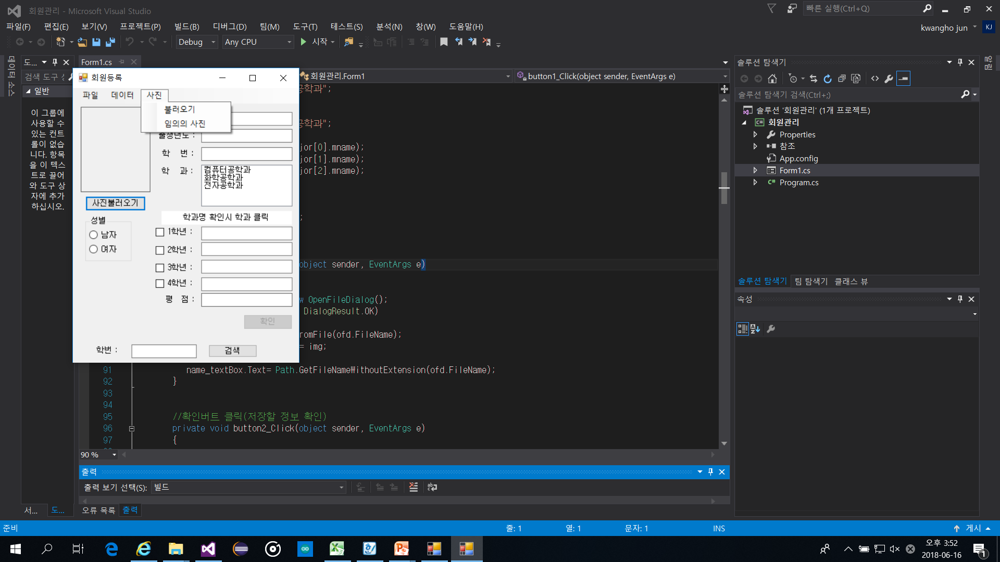 회원관리 - Microsoft Visual Studio
빠른 실행(Ctrl+Q)
파일(F) 편집(E) 보기(V) 프로젝트(P) 빌드(B) 디버그(D) 팀(M) 도구(T) 테스트(S) 분석(N) 창(W) 도움말(H)
kwangho jun KJ
Debug Any CPU 시작
데이터 소스
도...
Form1.cs
검색 도구 상
일반
이 그룹에
사용할 수
있는 컨트
롤이 없습
니다. 항목
을 이 텍스
트로 끌어
와 도구 상
자에 추가
하십시오.
회원등록
파일 데이터 사진
불러오기
임의의 사진
출생년도 :
학 번 :
학 과 :
컴퓨터공학과
화학공학과
전자공학과
사진불러오기
학과명 확인시 학과 클릭
성별
남자
여자
1학년 :
2학년 :
3학년 :
4학년 :
평 점 :
확인
학번 :
검색
회원관리.Form1
button1_Click(object sender, EventArgs e)
공학과";
공학과";
jor[0].mname);
jor[1].mname);
jor[2].mname);
;
object sender, EventArgs e)
w OpenFileDialog();
DialogResult.OK)
romFile(ofd.FileName);
= img;
91 name_textBox.Text= Path.GetFileNameWithoutExtension(ofd.FileName);
92 }
93
94
95 //확인버트 클릭(저장할 정보 확인)
96 private void button2_Click(object sender, EventArgs e)
97 {
90 %
출력
출력 보기 선택(S): 빌드
서... 도...
오류 목록 출력
솔루션 탐색기
솔루션 탐색기 검색(Ctrl+;)
솔루션 '회원관리' (1개 프로젝트)
회원관리
Properties
참조
App.config
Form1.cs
Program.cs
솔루션 탐색기 팀 탐색기 클래스 뷰
속성
알림
준비
줄: 1 열: 1 문자: 1 INS
게시
오후 3:52
2018-06-16
1